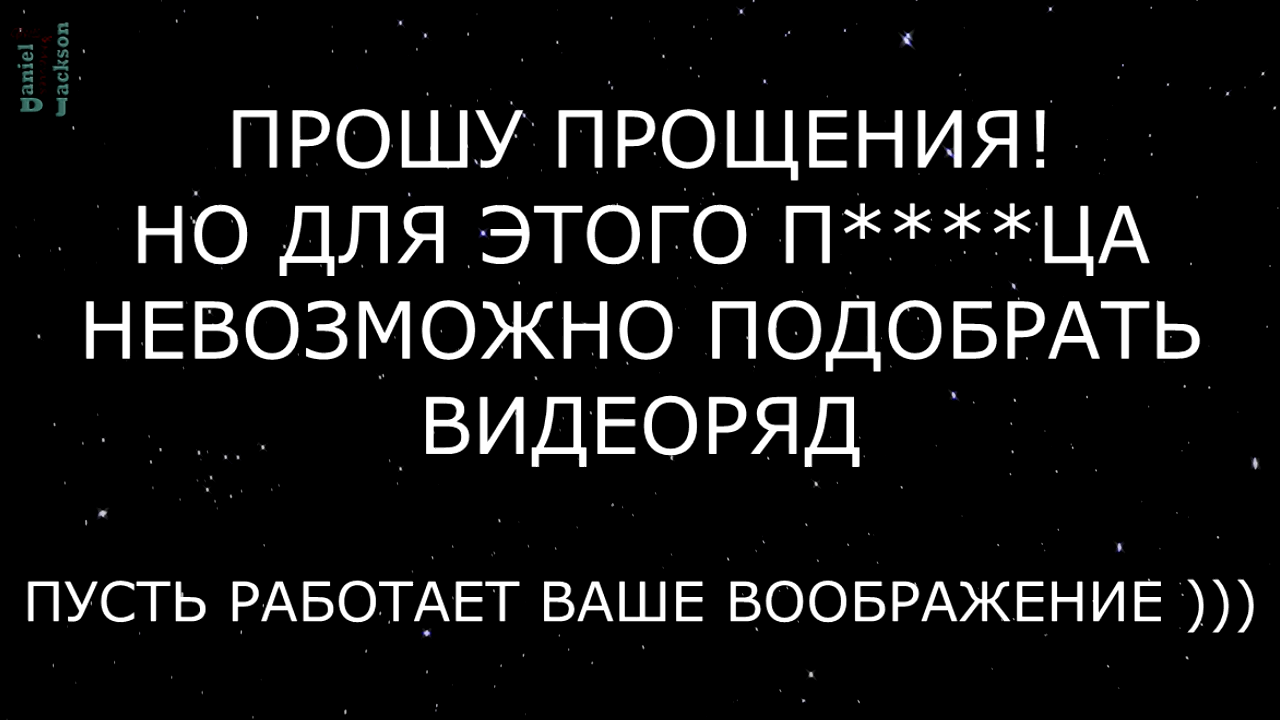 Daniel
Jackson
ПРОШУ ПРОЩЕНИЯ!
НО ДЛЯ ЭТОГО П****ЦА
НЕВОЗМОЖНО ПОДОБРАТЬ
ВИДЕОРЯД
ПУСТЬ РАБОТАЕТ ВАШЕ ВООБРАЖЕНИЕ )))